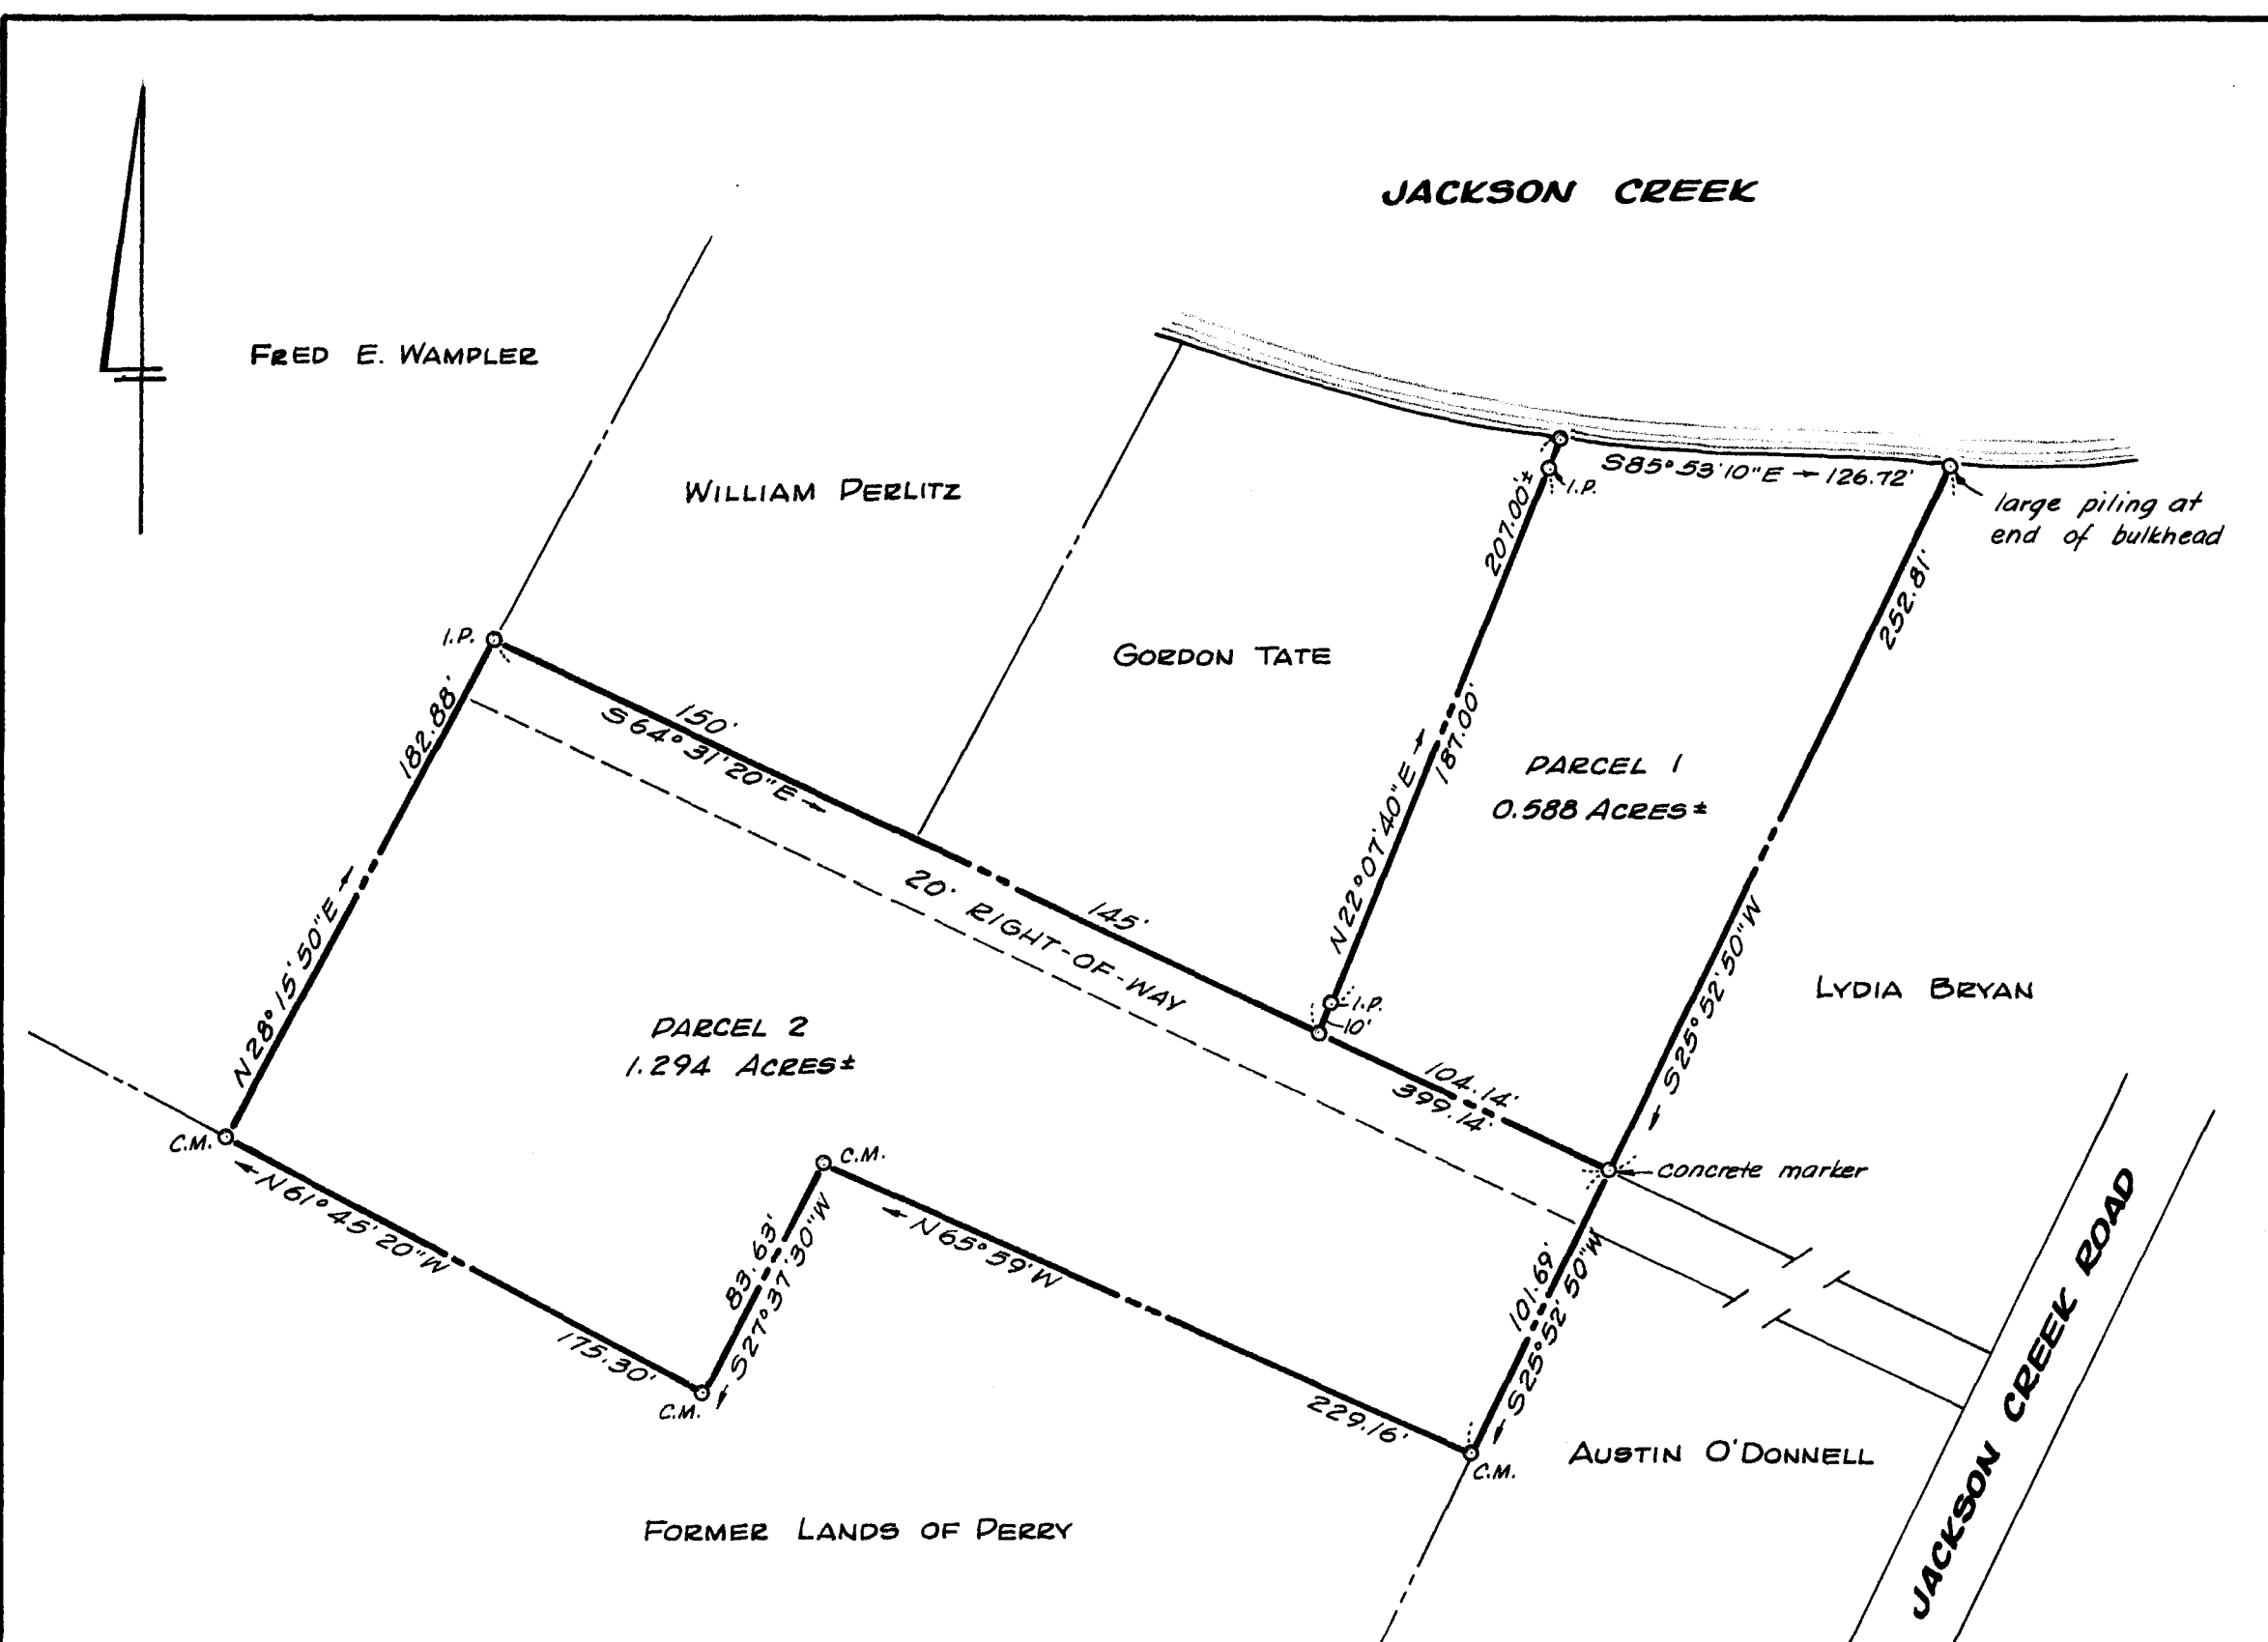 JACKSON CREEK
FRED E. WAMPLER
WILLIAM PERLITZ
S85°53'10"E 126.72'
I.P.
large piling at
end of bulkhead
207.00'±
252.81'
I.P.
GORDON TATE
182.88'
150'
S64°31'20"E
187.00'
PARCEL 1
0.588 ACRES±
N22°07'40"E
20' RIGHT-OF-WAY
145'
N28°15'50"E
S25°52'50"W
LYDIA BRYAN
I.P.
10'
PARCEL 2
1.294 ACRES±
104.14'
399.14'
C.M.
C.M.
concrete marker
N61°45'20"W
83.63'
S27°37'30"W
N65°59'W
101.69'
S25°52'50"W
175.30'
C.M.
229.16'
C.M.
AUSTIN O'DONNELL
JACKSON CREEK ROAD
FORMER LANDS OF PERRY